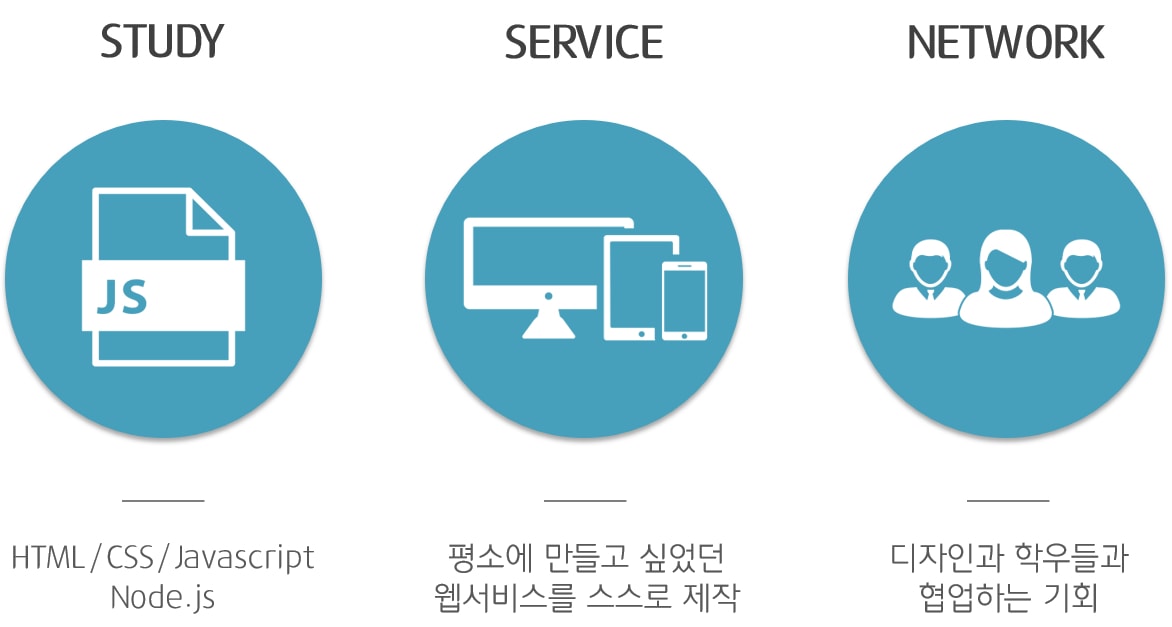 STUDY
SERVICE
NETWORK
JS
HTML/CSS/Javascript
Node.js
평소에 만들고 싶었던
웹서비스를 스스로 제작
디자인과 학우들과
협업하는 기회